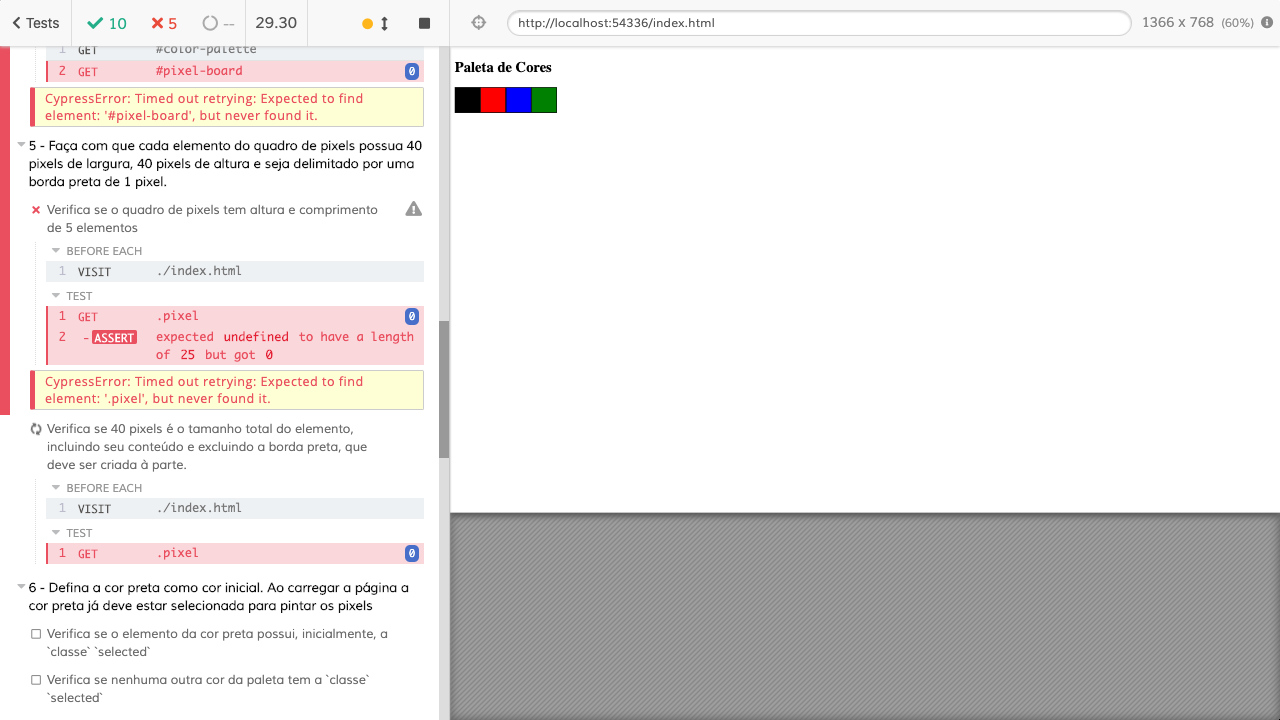 Tests
10
5
--
29.30
http://localhost:54336/index.html
1366 x 768 (60%)
1 GET #color-palette
2 GET #pixel-board 0
CypressError: Timed out retrying: Expected to find
element: '#pixel-board', but never found it.
5 - Faça com que cada elemento do quadro de pixels possua 40
pixels de largura, 40 pixels de altura e seja delimitado por uma
borda preta de 1 pixel.
Verifica se o quadro de pixels tem altura e comprimento
de 5 elementos
BEFORE EACH
1 VISIT ./index.html
TEST
1 GET .pixel 0
2 -ASSERT expected undefined to have a length
of 25 but got 0
CypressError: Timed out retrying: Expected to find
element: '.pixel', but never found it.
Verifica se 40 pixels é o tamanho total do elemento,
incluindo seu conteúdo e excluindo a borda preta, que
deve ser criada à parte.
BEFORE EACH
1 VISIT ./index.html
TEST
1 GET .pixel 0
6 - Defina a cor preta como cor inicial. Ao carregar a página a
cor preta já deve estar selecionada para pintar os pixels
Verifica se o elemento da cor preta possui, inicialmente, a
`classe` `selected`
Verifica se nenhuma outra cor da paleta tem a `classe`
`selected`
Paleta de Cores